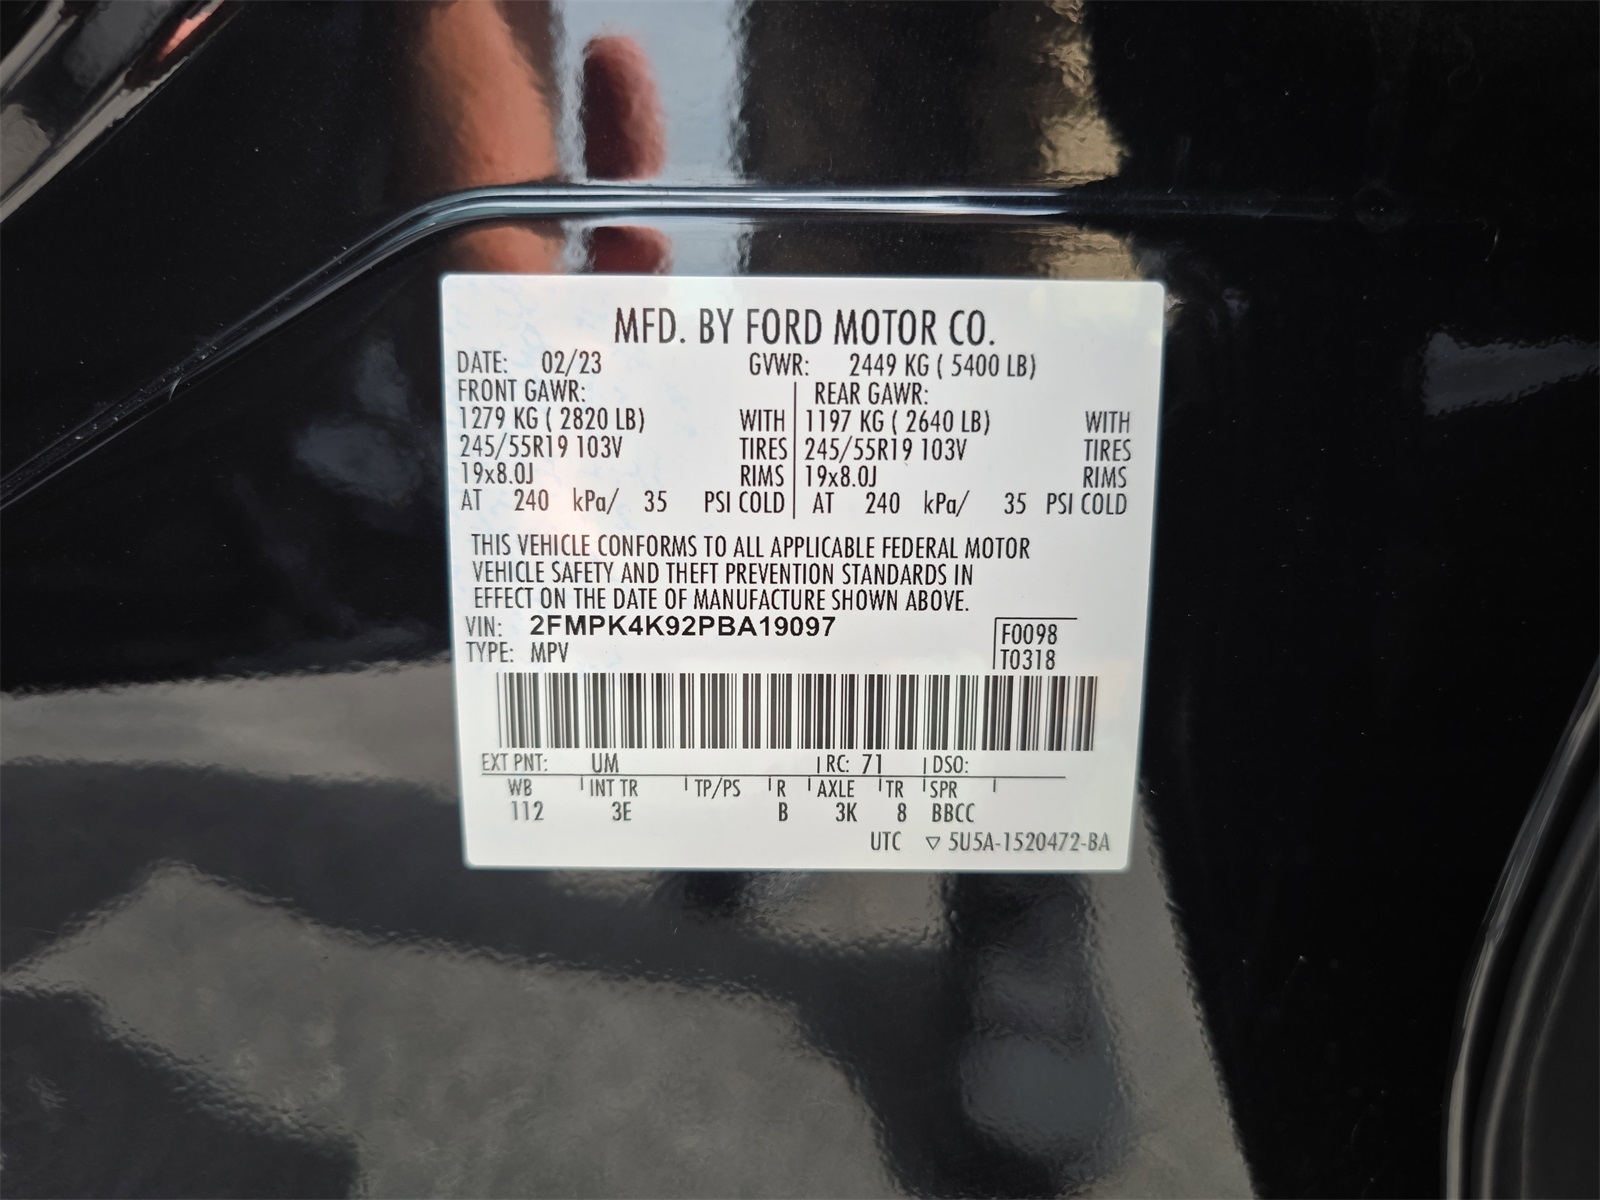 MFD. BY FORD MOTOR CO.
DATE: 02/23 GVWR: 2449 KG ( 5400 LB)
FRONT GAWR: REAR GAWR:
1279 KG ( 2820 LB) WITH 1197 KG ( 2640 LB) WITH
245/55R19 103V TIRES 245/55R19 103V TIRES
19x8.0J RIMS 19x8.0J RIMS
AT 240 kPa/ 35 PSI COLD AT 240 kPa/ 35 PSI COLD
THIS VEHICLE CONFORMS TO ALL APPLICABLE FEDERAL MOTOR
VEHICLE SAFETY AND THEFT PREVENTION STANDARDS IN
EFFECT ON THE DATE OF MANUFACTURE SHOWN ABOVE.
VIN: 2FMPK4K92PBA19097 F0098
TYPE: MPV T0318
EXT PNT: UM RC: 71 DSO:
WB INT TR TP/PS R AXLE TR SPR
112 3E B 3K 8 BBCC
UTC ▽ 5U5A-1520472-BA